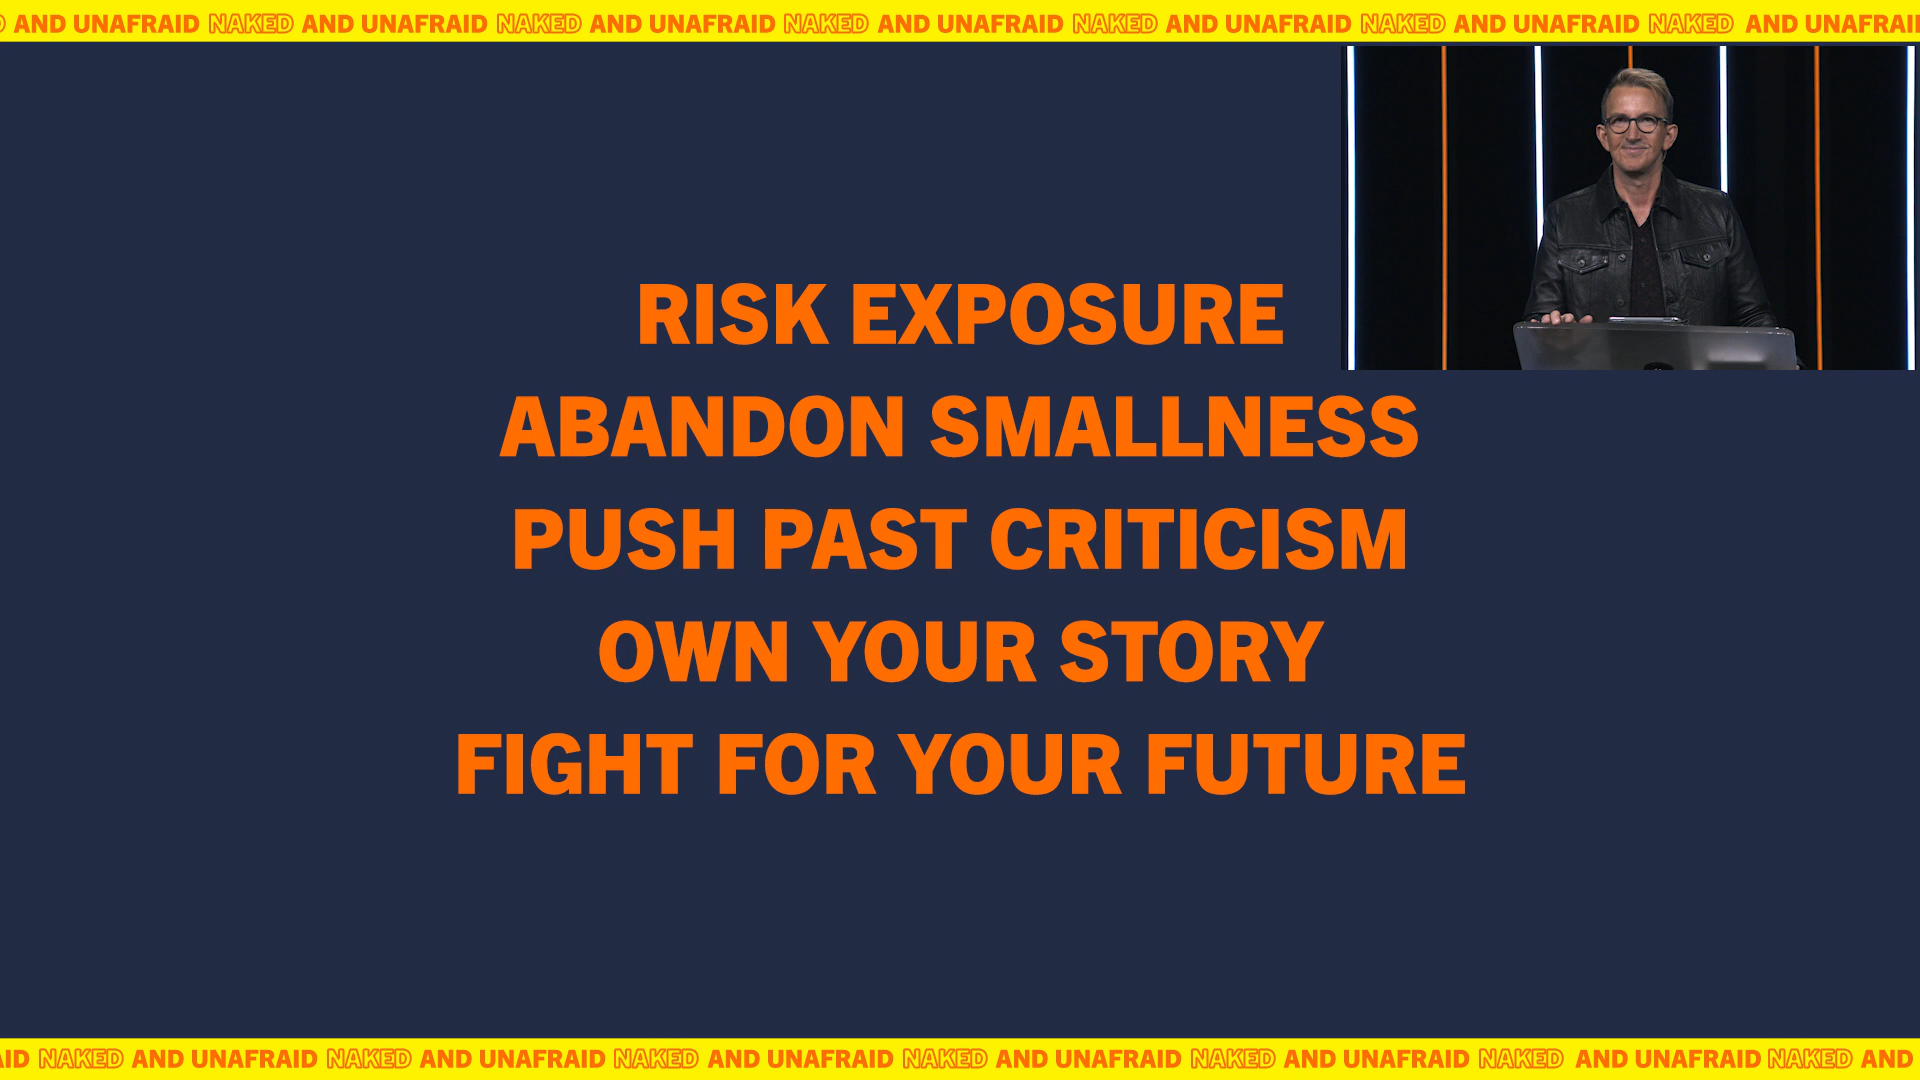 AND UNAFRAID NAKED AND UNAFRAID NAKED AND UNAFRAID NAKED AND UNAFRAID NAKED AND UNAFRAID NAKED AND UNAFRAID NAKED AND UNAFRAI
RISK EXPOSURE
ABANDON SMALLNESS
PUSH PAST CRITICISM
OWN YOUR STORY
FIGHT FOR YOUR FUTURE
AID NAKED AND UNAFRAID NAKED AND UNAFRAID NAKED AND UNAFRAID NAKED AND UNAFRAID NAKED AND UNAFRAID NAKED AND UNAFRAID NAKED AND